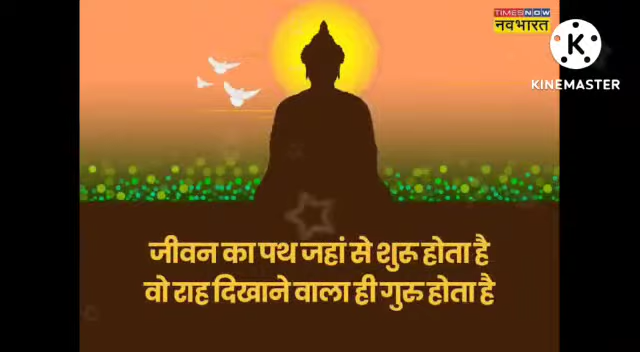 TIMES NOW
नवभारत
KINEMASTER
जीवन का पथ जहां से शुरू होता है
वो राह दिखाने वाला ही गुरु होता है